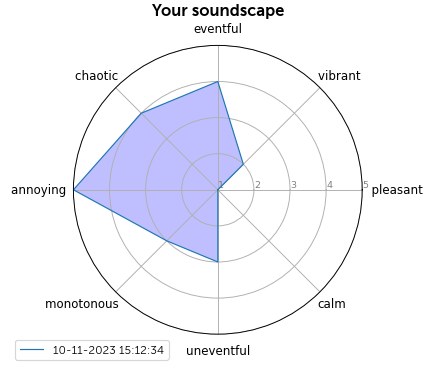 Your soundscape
eventful
chaotic
vibrant
annoying
1 2 3 4 5
pleasant
monotonous
calm
uneventful
10-11-2023 15:12:34